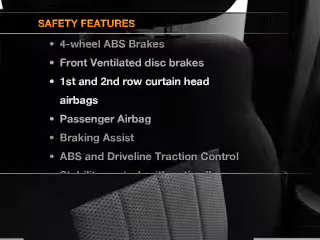 SAFETY FEATURES
• 4-wheel ABS Brakes
• Front Ventilated disc brakes
• 1st and 2nd row curtain head
airbags
• Passenger Airbag
• Braking Assist
• ABS and Driveline Traction Control